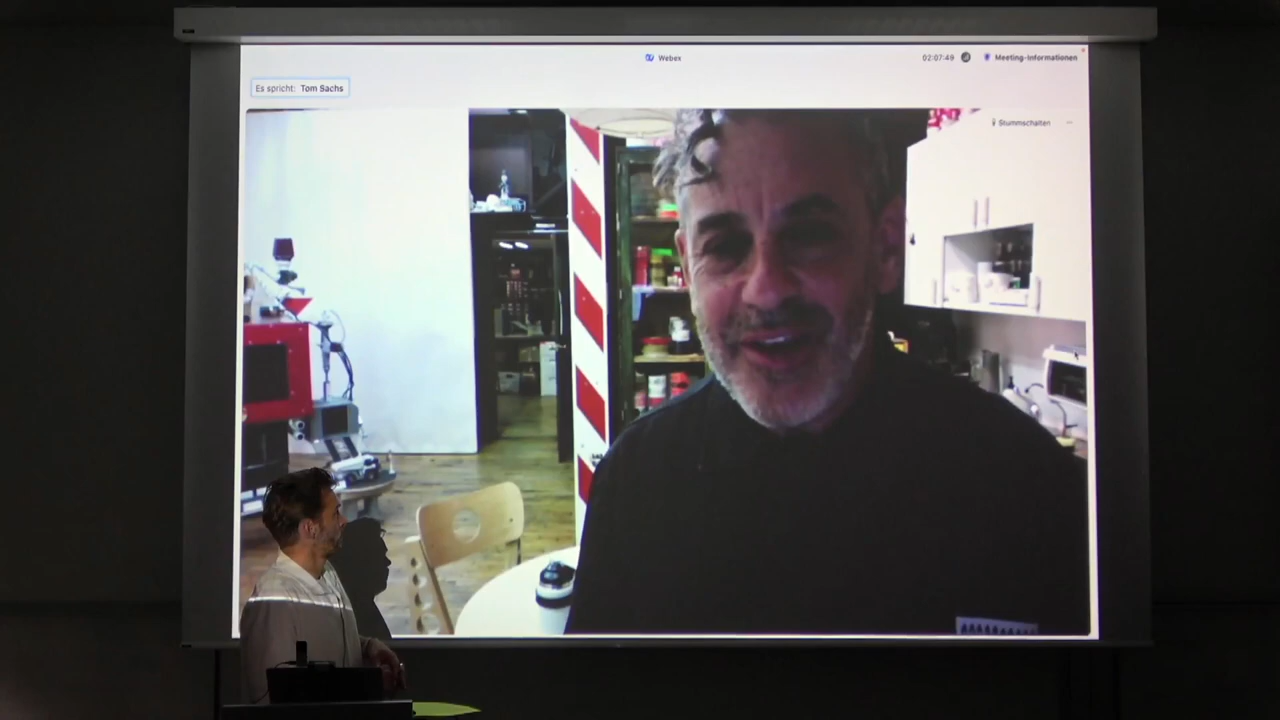 Webex
02:07:49
Meeting-Informationen
Es spricht: Tom Sachs
Stummschalten